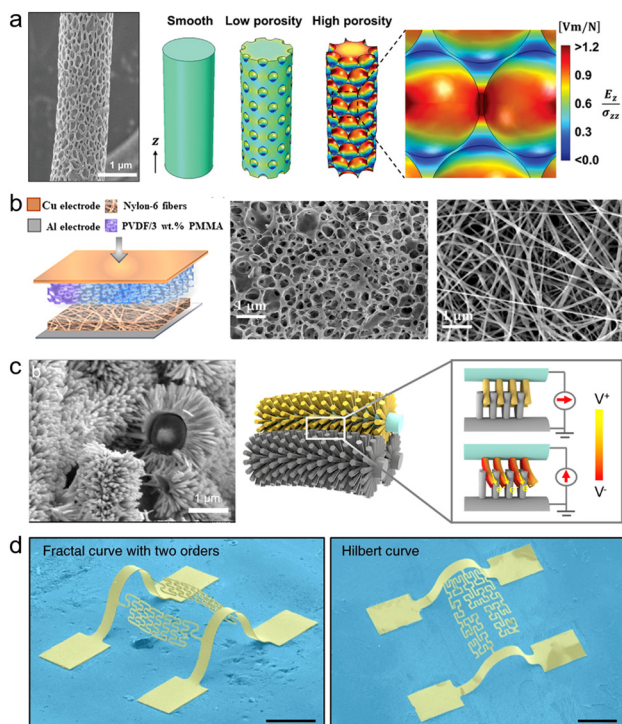 a
Smooth
Low porosity
High porosity
[Vm/N]
>1.2
0.9
0.6
0.3
<0.0
E_z
σ_zz
z
1 μm
b
Cu electrode
Nylon-6 fibers
Al electrode
PVDF/3 wt.% PMMA
1 μm
1 μm
c
b
1 μm
V+
V-
d
Fractal curve with two orders
Hilbert curve